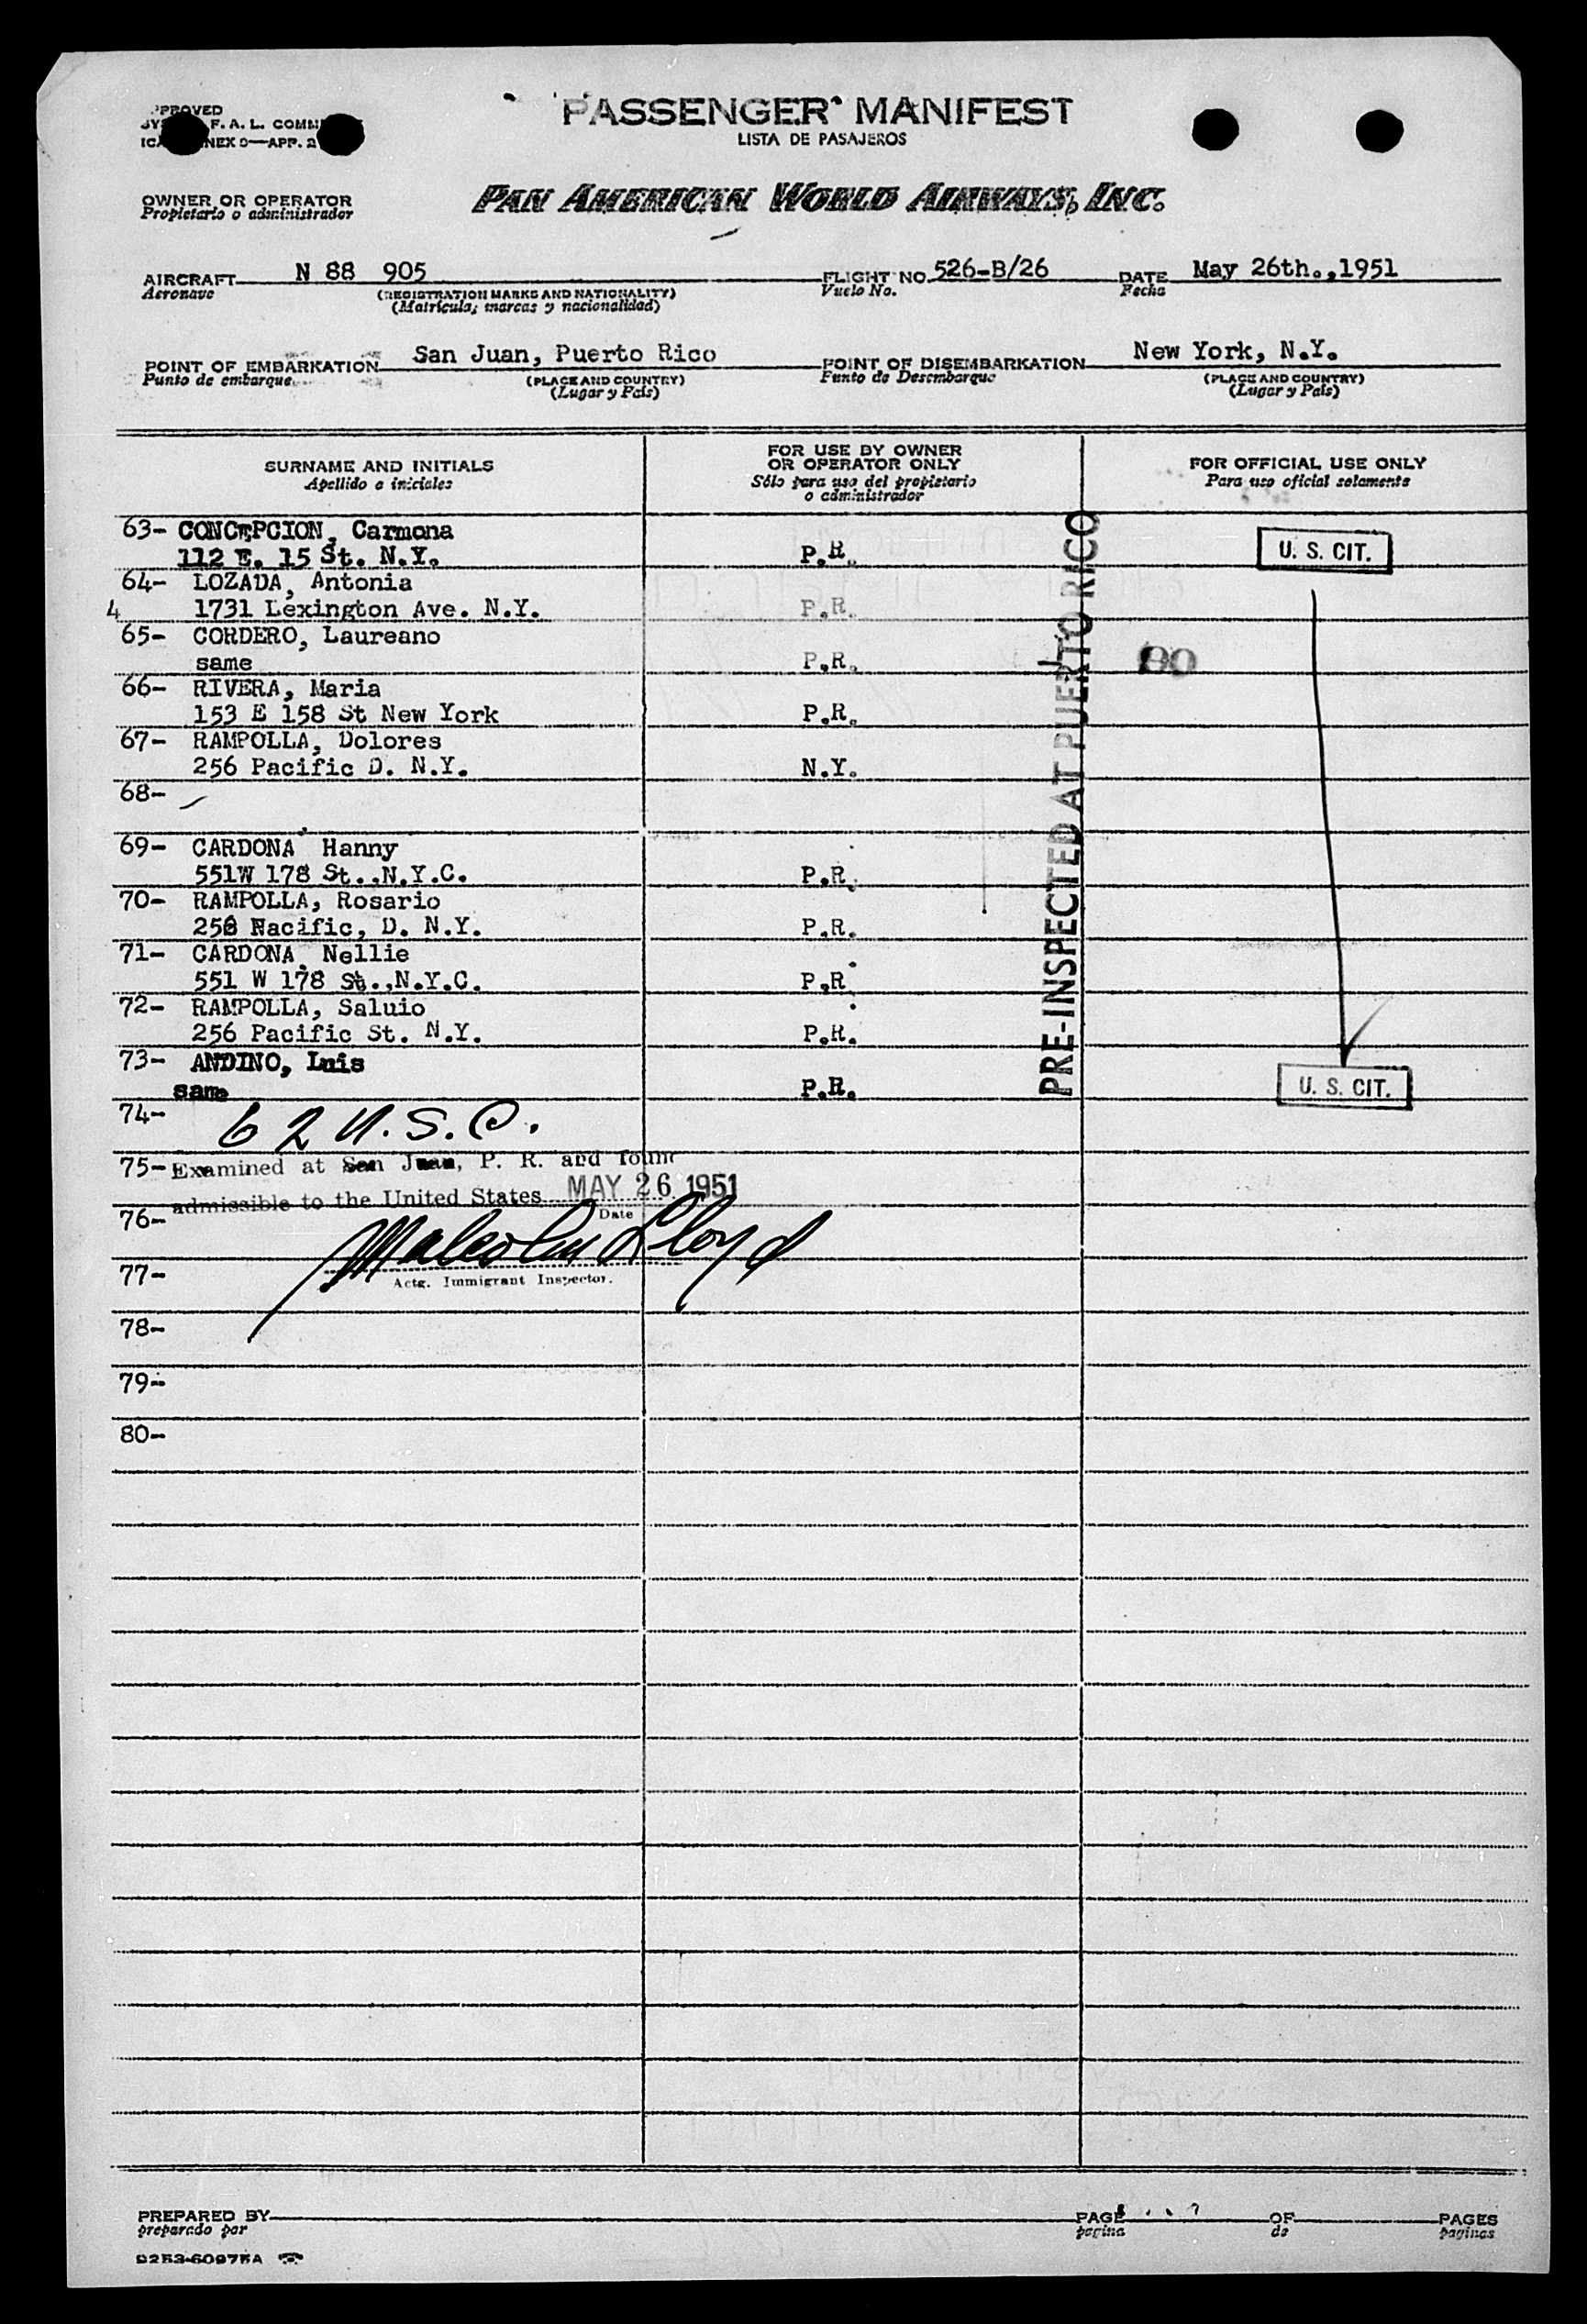 PASSENGER MANIFEST
LISTA DE PASAJEROS
OWNER OR OPERATOR
Propietario o administrador
PAN AMERICAN WORLD AIRWAYS, INC.
AIRCRAFT N 88 905 FLIGHT NO. 526-B/26 DATE May 26th.,1951
Aeronave (REGISTRATION MARKS AND NATIONALITY) Vuelo No. Fecha
(Matrícula; marcas y nacionalidad)
POINT OF EMBARKATION San Juan, Puerto Rico POINT OF DISEMBARKATION New York, N.Y.
Punto de embarque (PLACE AND COUNTRY) Punto de Desembarque (PLACE AND COUNTRY)
(Lugar y País) (Lugar y País)
SURNAME AND INITIALS
Apellido e iniciales
FOR USE BY OWNER
OR OPERATOR ONLY
Sólo para uso del propietario
o administrador
FOR OFFICIAL USE ONLY
Para uso oficial solamente
63- CONCEPCION, Carmona
112 E. 15 St. N.Y. P.R. U. S. CIT.
64- LOZADA, Antonia
4 1731 Lexington Ave. N.Y. P.R.
65- CORDERO, Laureano
same P.R.
66- RIVERA, Maria
153 E 158 St New York P.R.
67- RAMPOLLA, Dolores
256 Pacific D. N.Y. N.Y.
68-
69- CARDONA Hanny
551W 178 St.,N.Y.C. P.R.
70- RAMPOLLA, Rosario
256 Pacific, D. N.Y. P.R.
71- CARDONA, Nellie
551 W 178 St.,N.Y.C. P.R.
72- RAMPOLLA, Saluio
256 Pacific St. N.Y. P.R.
73- ANDINO, Luis
same P.R. U. S. CIT.
PRE-INSPECTED AT PUERTO RICO
74- 62 U.S.C.
75- Examined at San Juan, P. R. and found
admissible to the United States MAY 26 1951
76- Date
Malcolm Lloyd
77- Actg. Immigrant Inspector.
78-
79-
80-
PREPARED BY PAGE OF PAGES
preparado por pagina de paginas